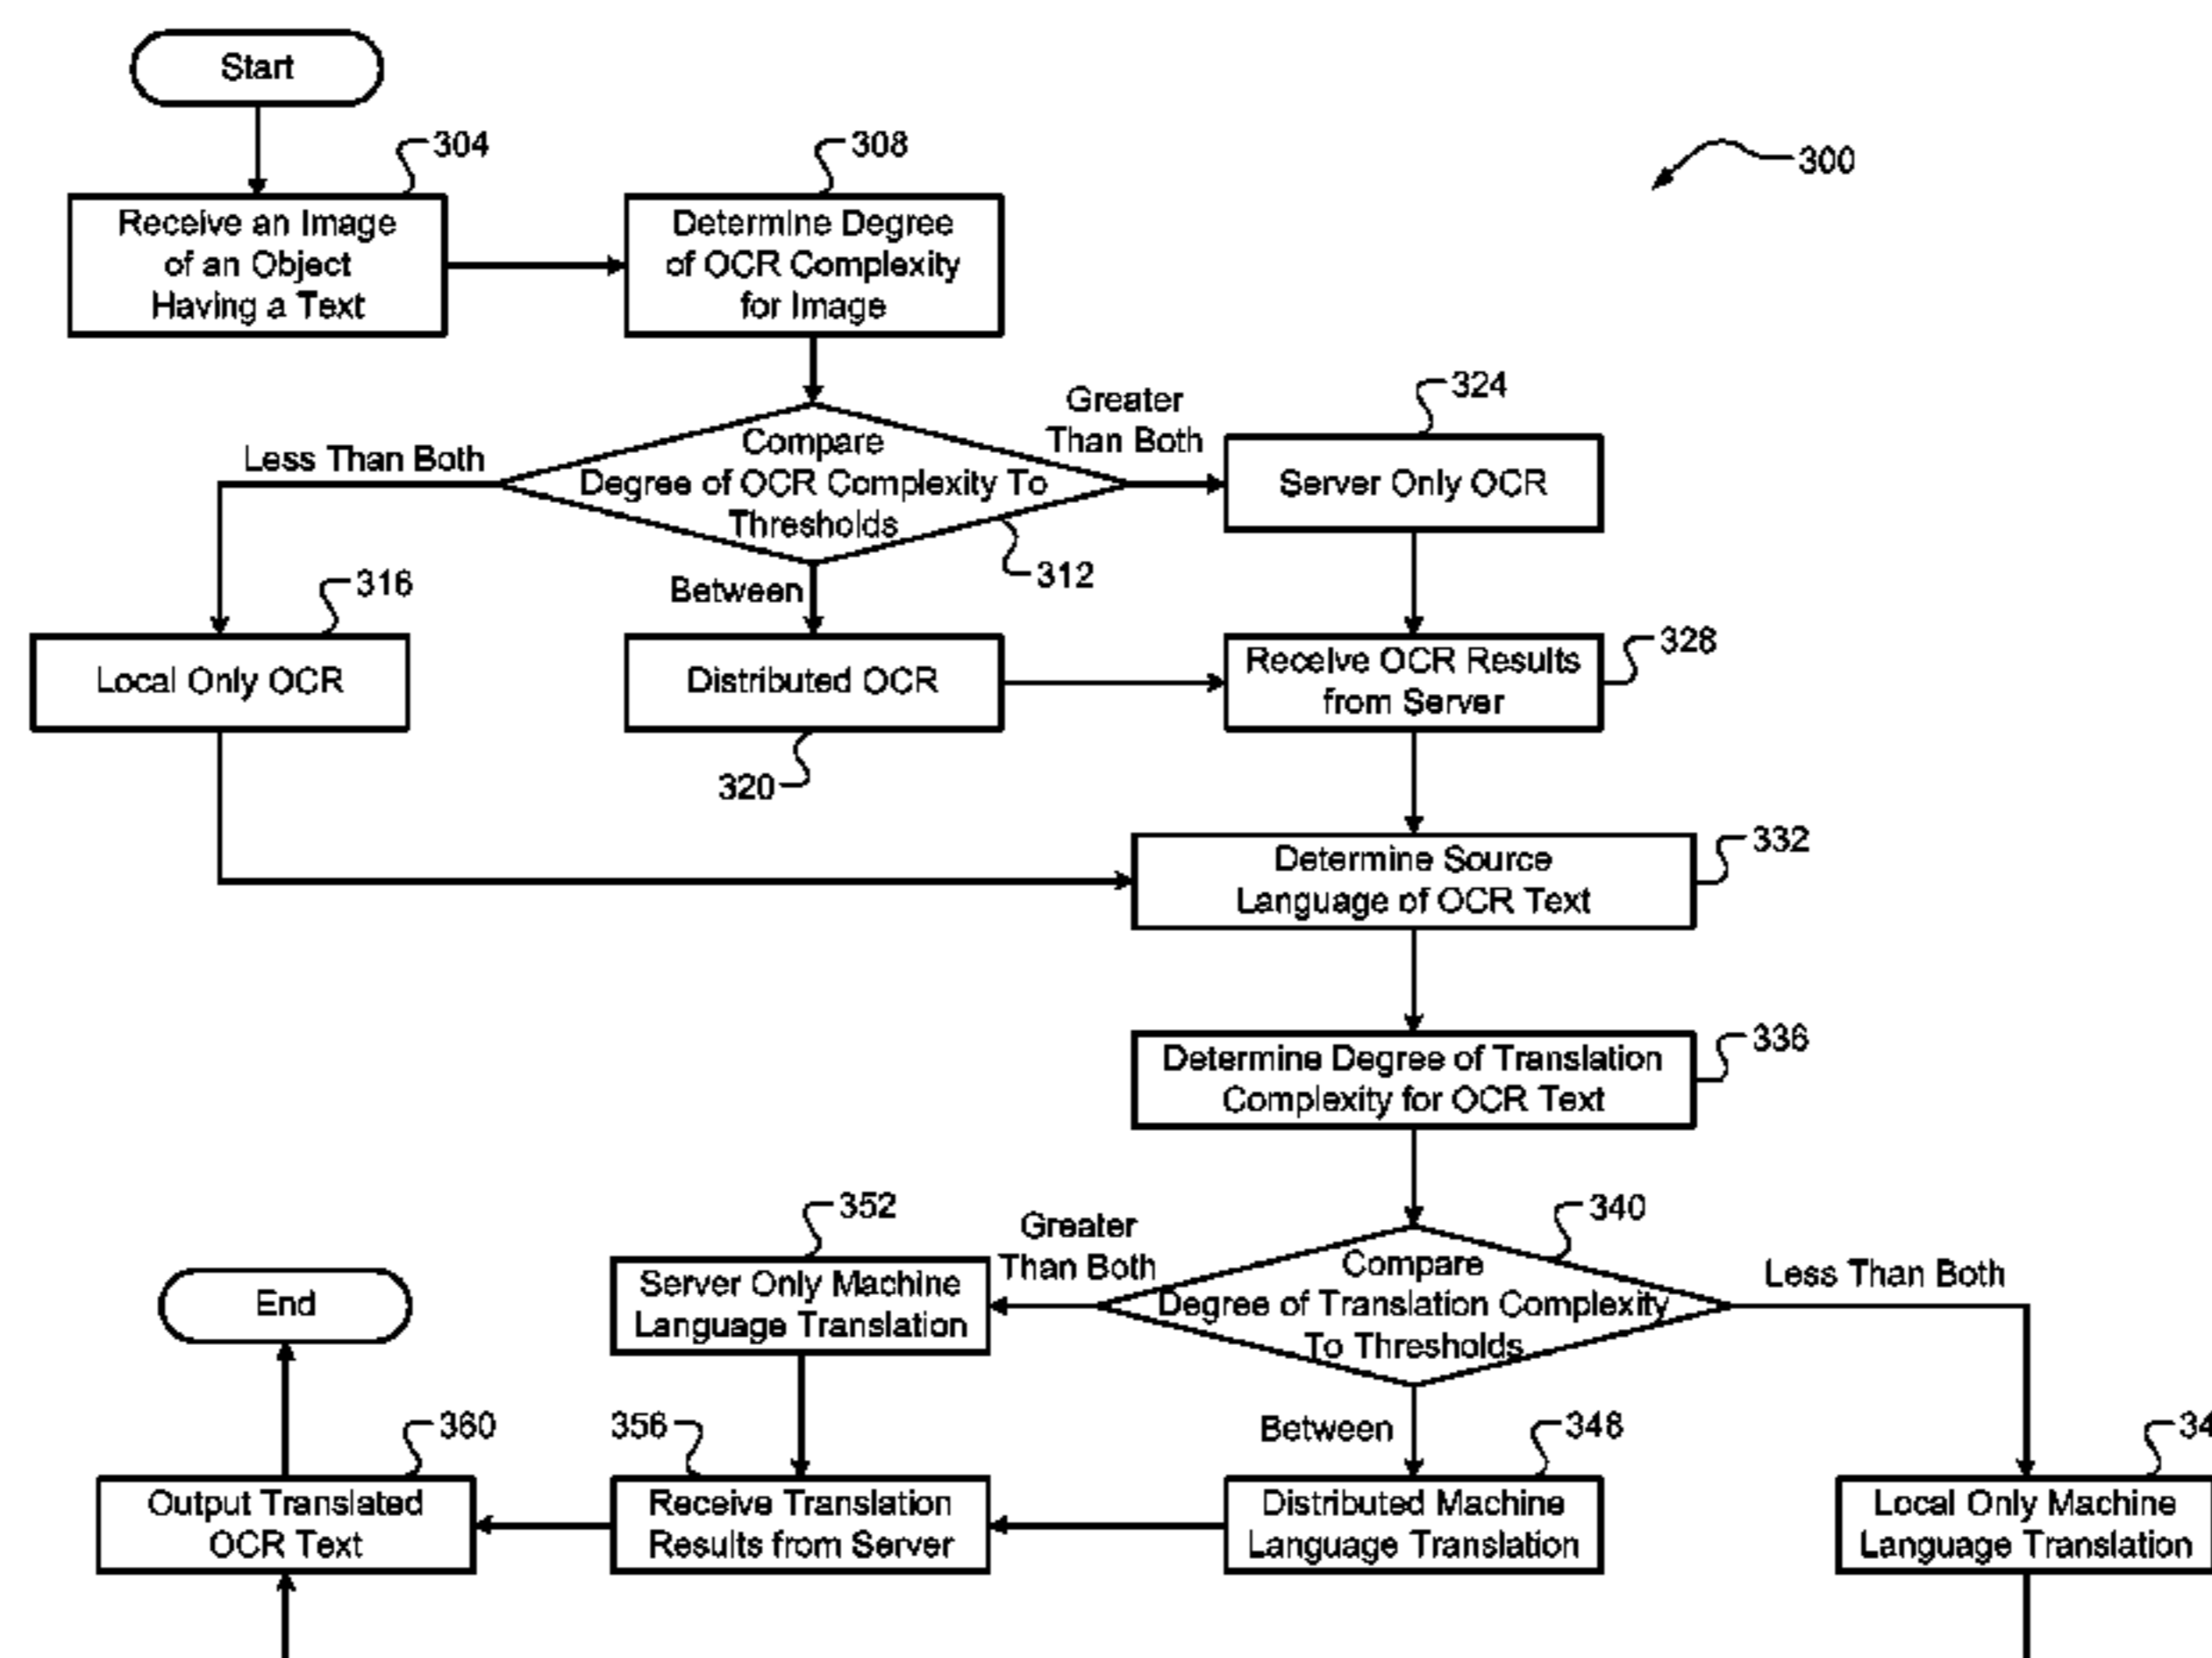 Start
304
308
300
Receive an Image
of an Object
Having a Text
Determine Degree
of OCR Complexity
for Image
Greater
Than Both
324
Less Than Both
Compare
Degree of OCR Complexity To
Thresholds
Server Only OCR
312
316
Between
328
Local Only OCR
Distributed OCR
Receive OCR Results
from Server
320
332
Determine Source
Language of OCR Text
336
Determine Degree of Translation
Complexity for OCR Text
352
Greater
Than Both
340
Server Only Machine
Language Translation
Compare
Degree of Translation Complexity
To Thresholds
Less Than Both
End
360
356
Between
348
Output Translated
OCR Text
Receive Translation
Results from Server
Distributed Machine
Language Translation
Local Only Machine
Language Translation